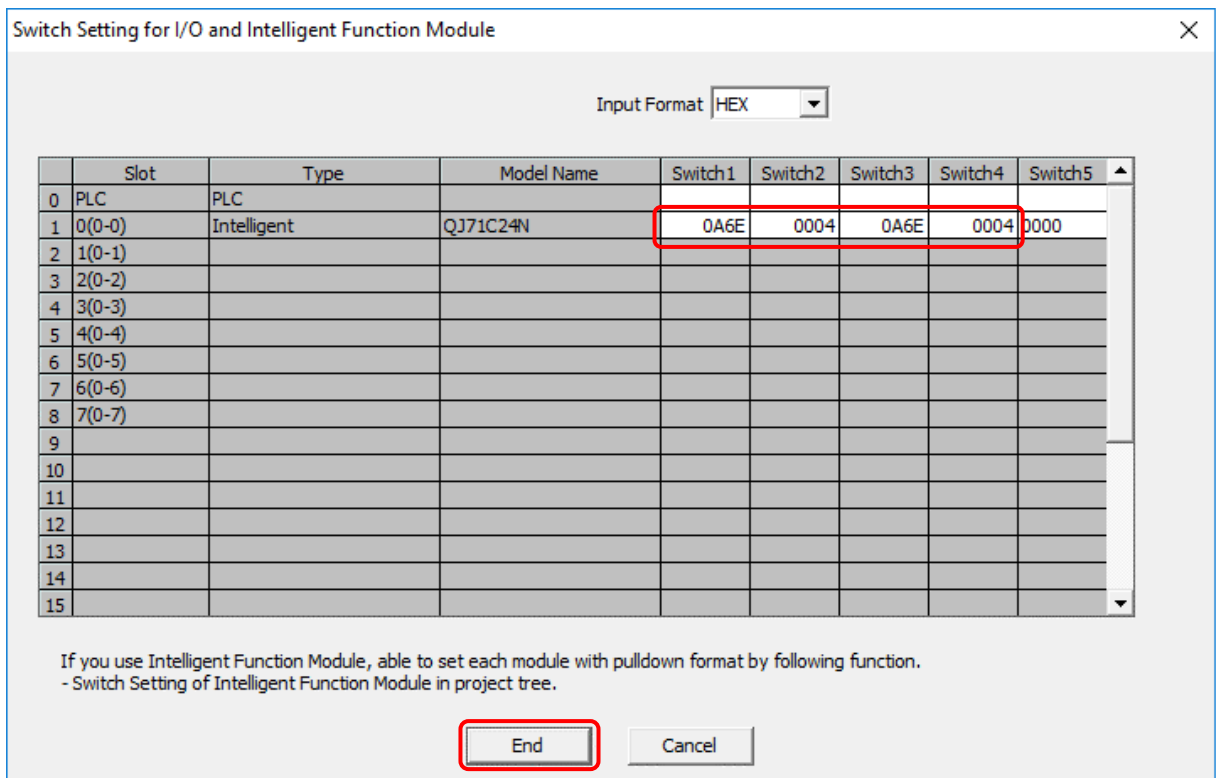 Switch Setting for I/O and Intelligent Function Module
Input Format HEX
Slot Type Model Name Switch1 Switch2 Switch3 Switch4 Switch5
0 PLC PLC
1 0(0-0) Intelligent QJ71C24N 0A6E 0004 0A6E 0004 0000
2 1(0-1)
3 2(0-2)
4 3(0-3)
5 4(0-4)
6 5(0-5)
7 6(0-6)
8 7(0-7)
9
10
11
12
13
14
15
If you use Intelligent Function Module, able to set each module with pulldown format by following function.
- Switch Setting of Intelligent Function Module in project tree.
End Cancel